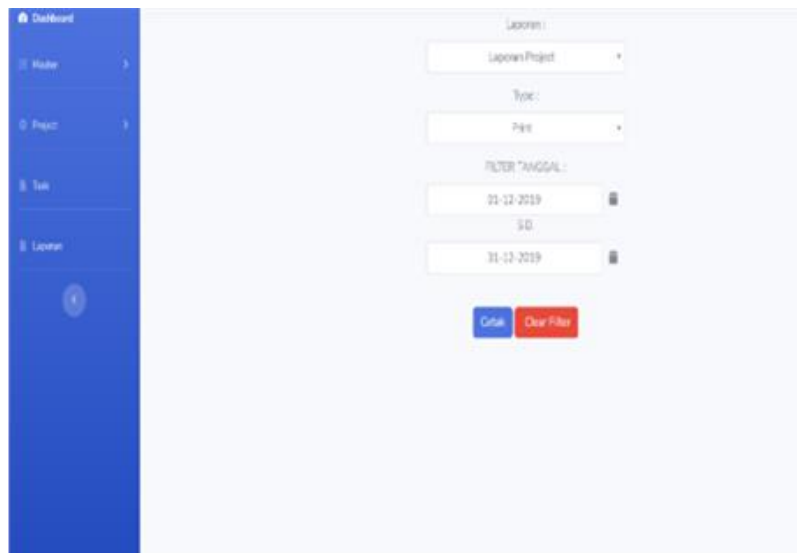 Dashboard
Master
Project
Task
Laporan
Laporan :
Laporan Project
Type :
Print
FILTER TANGGAL :
01-12-2019
S.D
31-12-2019
Cetak
Clear Filter